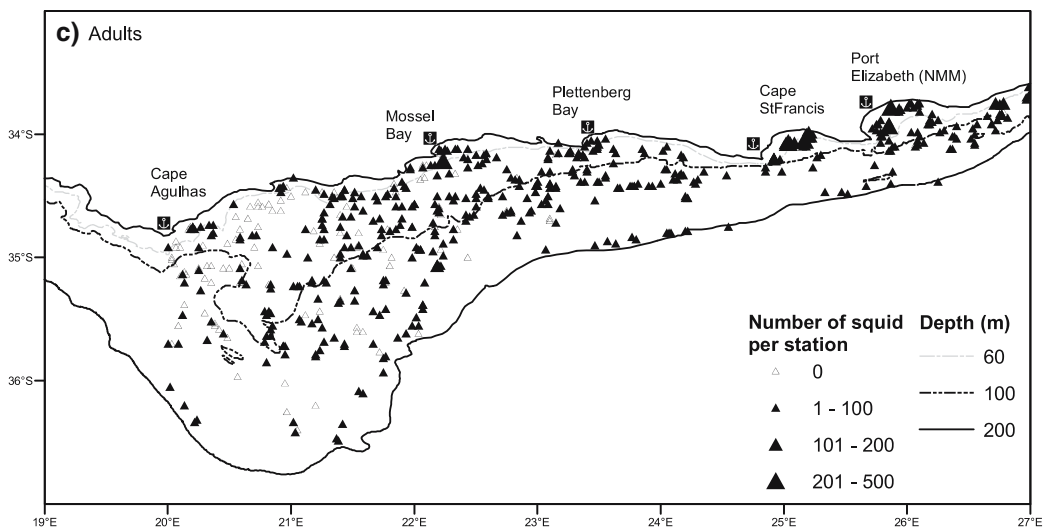 c) Adults
Port
Elizabeth (NMM)
Plettenberg
Bay
Cape
StFrancis
Mossel
Bay
34°S
Cape
Agulhas
35°S
Number of squid
per station
0
1 - 100
101 - 200
201 - 500
Depth (m)
60
100
200
36°S
19°E
20°E
21°E
22°E
23°E
24°E
25°E
26°E
27°E